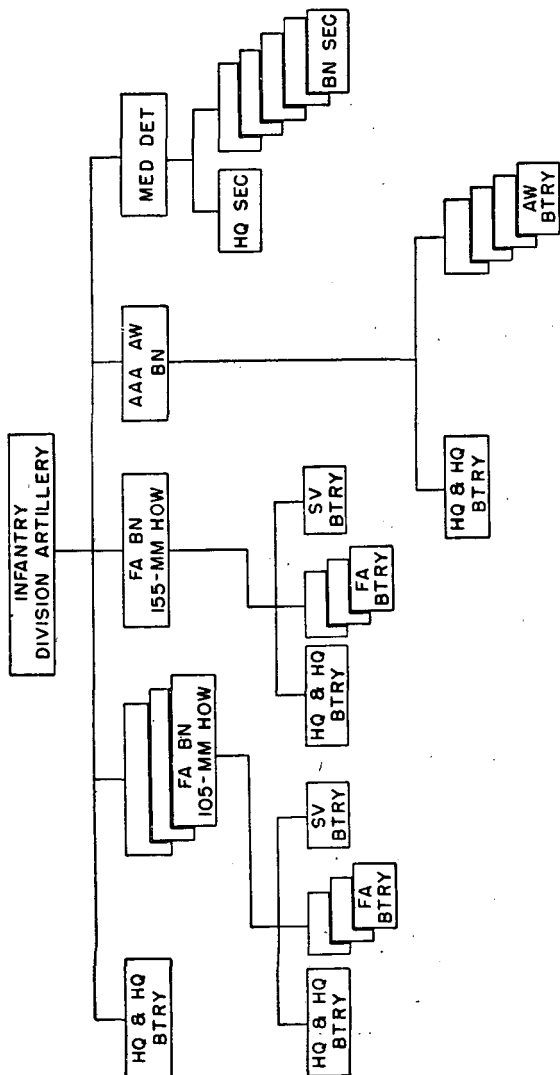 INFANTRY
DIVISION ARTILLERY
HQ & HQ
BTRY
FA BN
105-MM HOW
FA BN
155-MM HOW
AAA AW
BN
MED DET
HQ & HQ
BTRY
FA
BTRY
SV
BTRY
HQ & HQ
BTRY
FA
BTRY
SV
BTRY
HQ SEC
BN SEC
HQ & HQ
BTRY
AW
BTRY